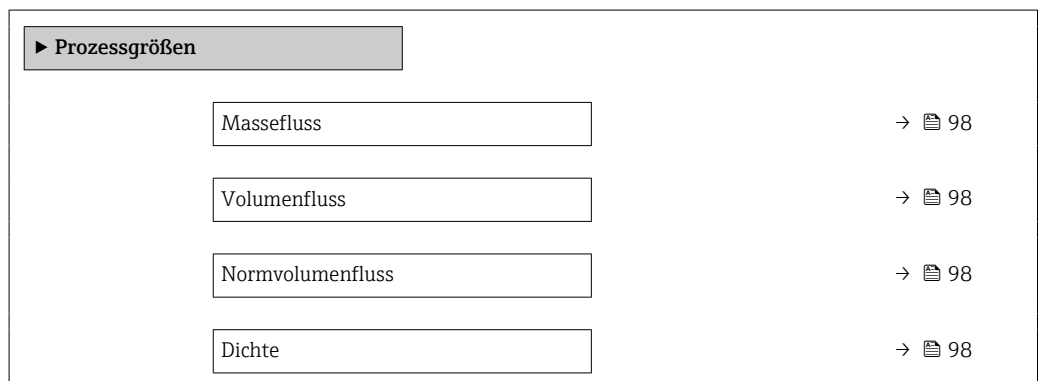 ► Prozessgrößen
Massefluss → 98
Volumenfluss → 98
Normvolumenfluss → 98
Dichte → 98